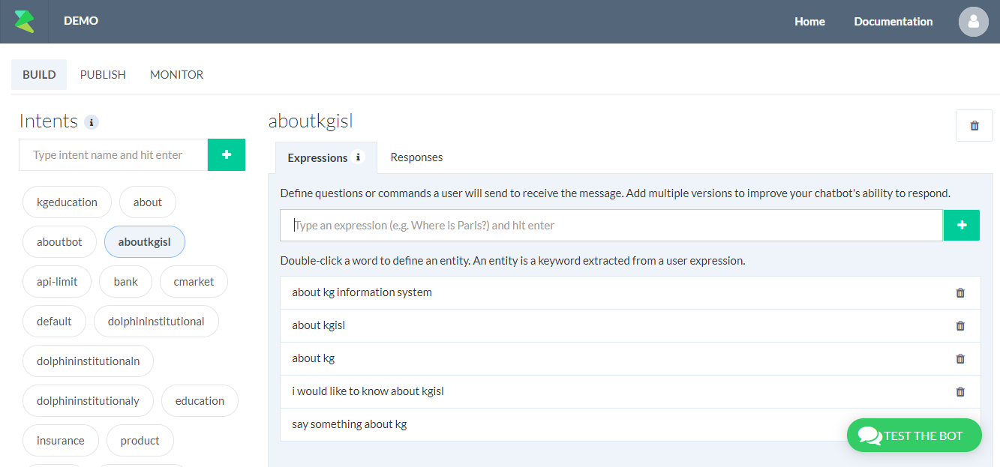 DEMO
Home Documentation
BUILD PUBLISH MONITOR
Intents i
Type intent name and hit enter
kgeducation about
aboutbot aboutkgisl
api-limit bank cmarket
default dolphininstitutional
dolphininstitutionaln
dolphininstitutionaly education
insurance product
aboutkgisl
Expressions i Responses
Define questions or commands a user will send to receive the message. Add multiple versions to improve your chatbot's ability to respond.
Type an expression (e.g. Where is Paris?) and hit enter
Double-click a word to define an entity. An entity is a keyword extracted from a user expression.
about kg information system
about kgisl
about kg
i would like to know about kgisl
say something about kg
TEST THE BOT